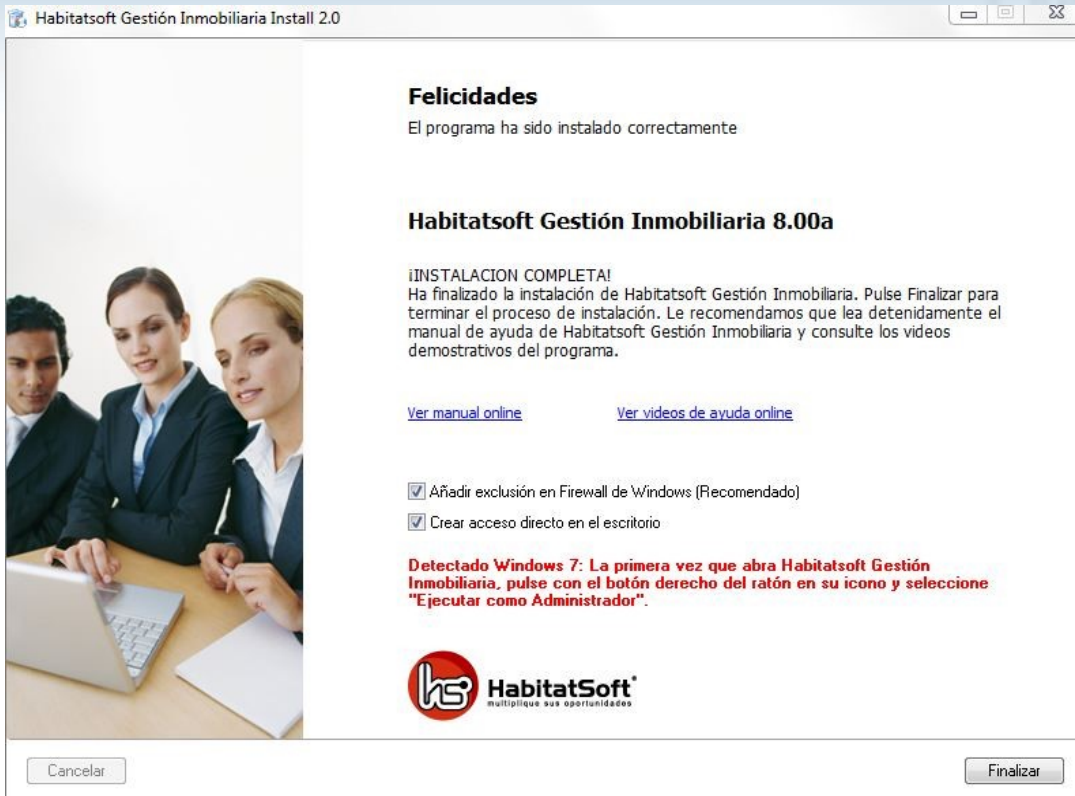 Habitatsoft Gestión Inmobiliaria Install 2.0
Felicidades
El programa ha sido instalado correctamente
Habitatsoft Gestión Inmobiliaria 8.00a
¡INSTALACION COMPLETA!
Ha finalizado la instalación de Habitatsoft Gestión Inmobiliaria. Pulse Finalizar para
terminar el proceso de instalación. Le recomendamos que lea detenidamente el
manual de ayuda de Habitatsoft Gestión Inmobiliaria y consulte los videos
demostrativos del programa.
Ver manual online
Ver videos de ayuda online
Añadir exclusión en Firewall de Windows (Recomendado)
Crear acceso directo en el escritorio
Detectado Windows 7: La primera vez que abra Habitatsoft Gestión
Inmobiliaria, pulse con el botón derecho del ratón en su icono y seleccione
"Ejecutar como Administrador".
hs HabitatSoft
multiplique sus oportunidades
Cancelar
Finalizar